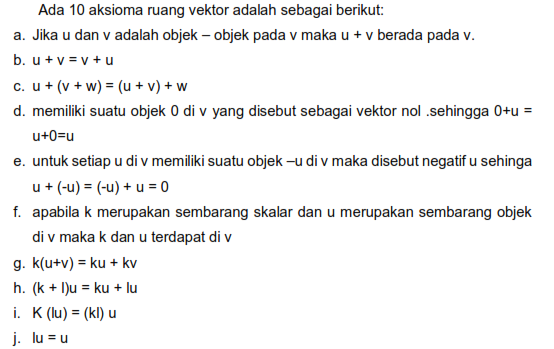 Ada 10 aksioma ruang vektor adalah sebagai berikut:
a. Jika u dan v adalah objek – objek pada v maka u + v berada pada v.
b. u + v = v + u
c. u + (v + w) = (u + v) + w
d. memiliki suatu objek 0 di v yang disebut sebagai vektor nol .sehingga 0+u =
u+0=u
e. untuk setiap u di v memiliki suatu objek –u di v maka disebut negatif u sehinga
u + (-u) = (-u) + u = 0
f. apabila k merupakan sembarang skalar dan u merupakan sembarang objek
di v maka k dan u terdapat di v
g. k(u+v) = ku + kv
h. (k + l)u = ku + lu
i. K (lu) = (kl) u
j. lu = u